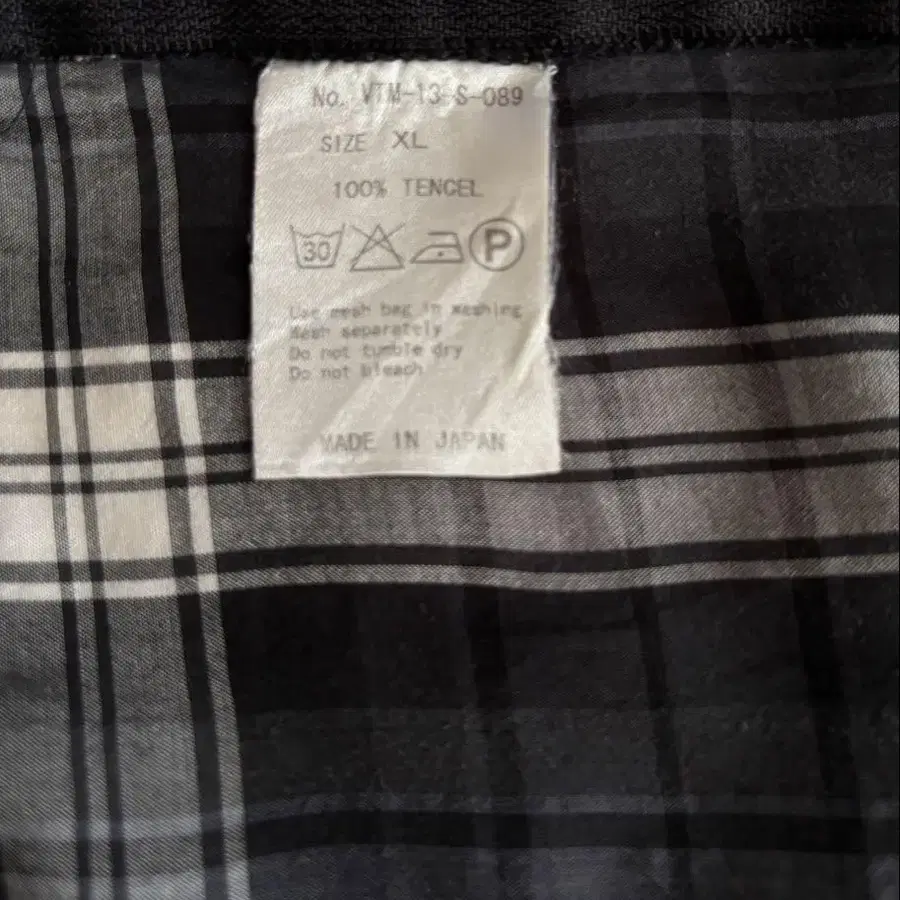 No. VTM-13-S-089
SIZE XL
100% TENCEL
30 P
Use mesh bag in washing
Wash separately
Do not tumble dry
Do not bleach
MADE IN JAPAN